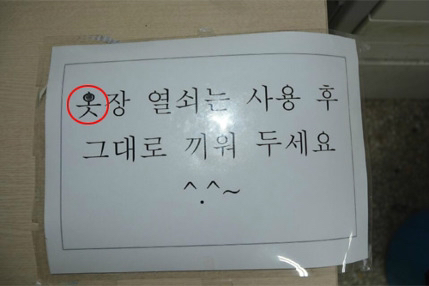 옷장 열쇠는 사용 후
그대로 끼워 두세요
^.^~